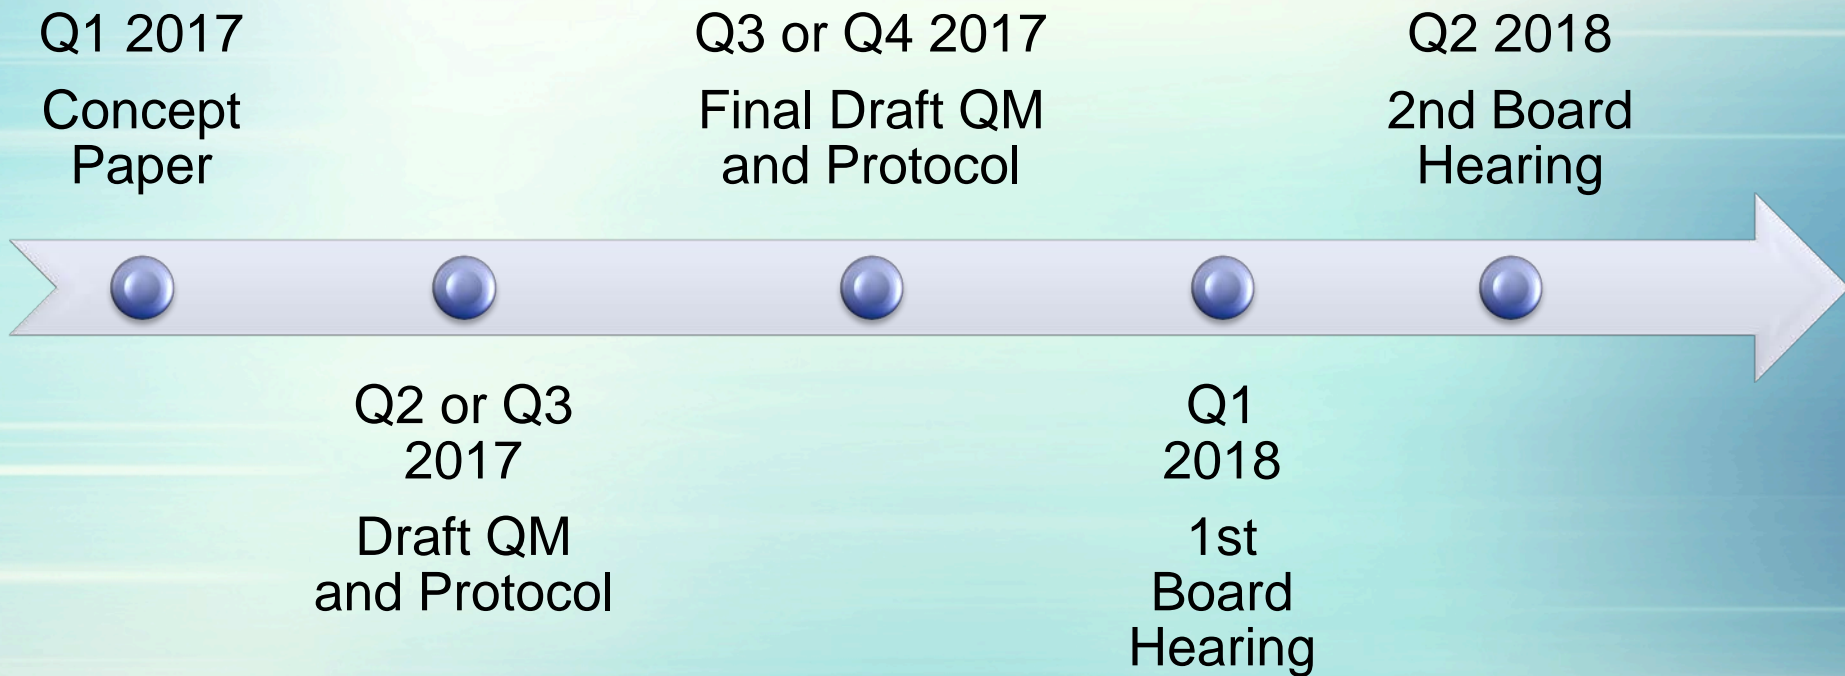 Q1 2017
Concept
Paper
Q2 or Q3
2017
Draft QM
and Protocol
Q3 or Q4 2017
Final Draft QM
and Protocol
Q1
2018
1st
Board
Hearing
Q2 2018
2nd Board
Hearing